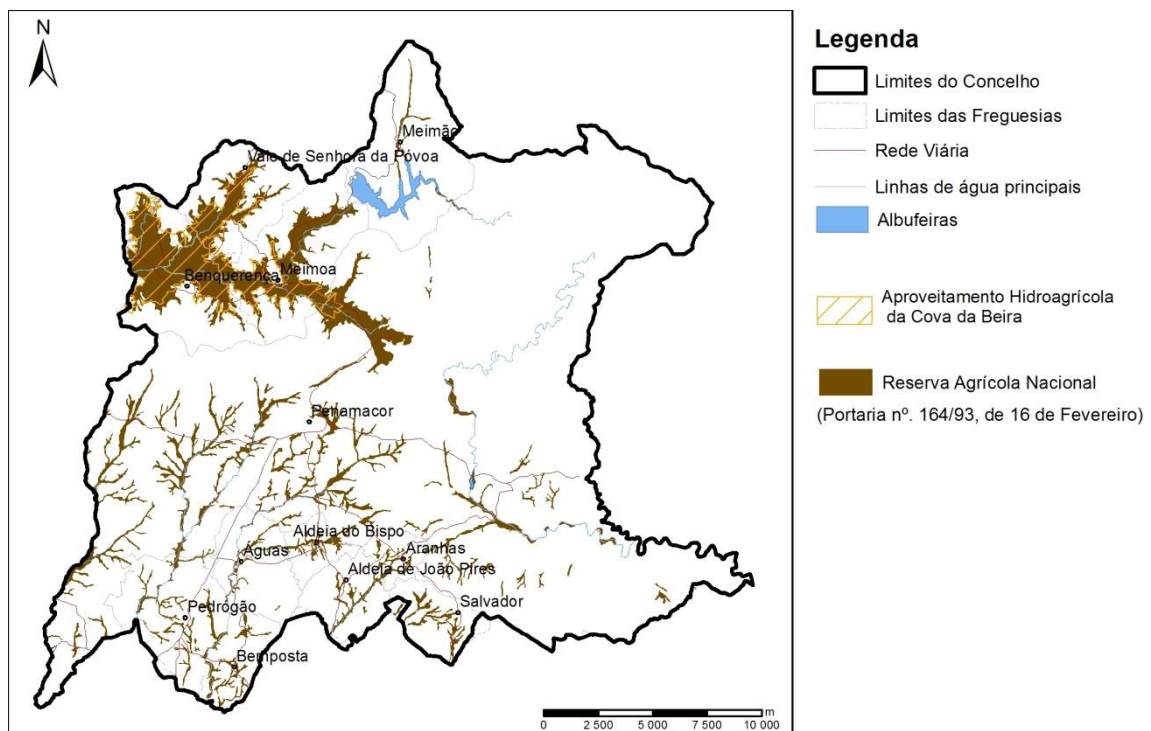 N
Meimão
Vale de Senhora da Póvoa
Benquerença
Meimoa
Penamacor
Aldeia do Bispo
Águas
Aranhas
Aldeia de João Pires
Pedrógão
Salvador
Bemposta
m
0 2 500 5 000 7 500 10 000
Legenda
Limites do Concelho
Limites das Freguesias
Rede Viária
Linhas de água principais
Albufeiras
Aproveitamento Hidroagrícola
da Cova da Beira
Reserva Agrícola Nacional
(Portaria nº. 164/93, de 16 de Fevereiro)